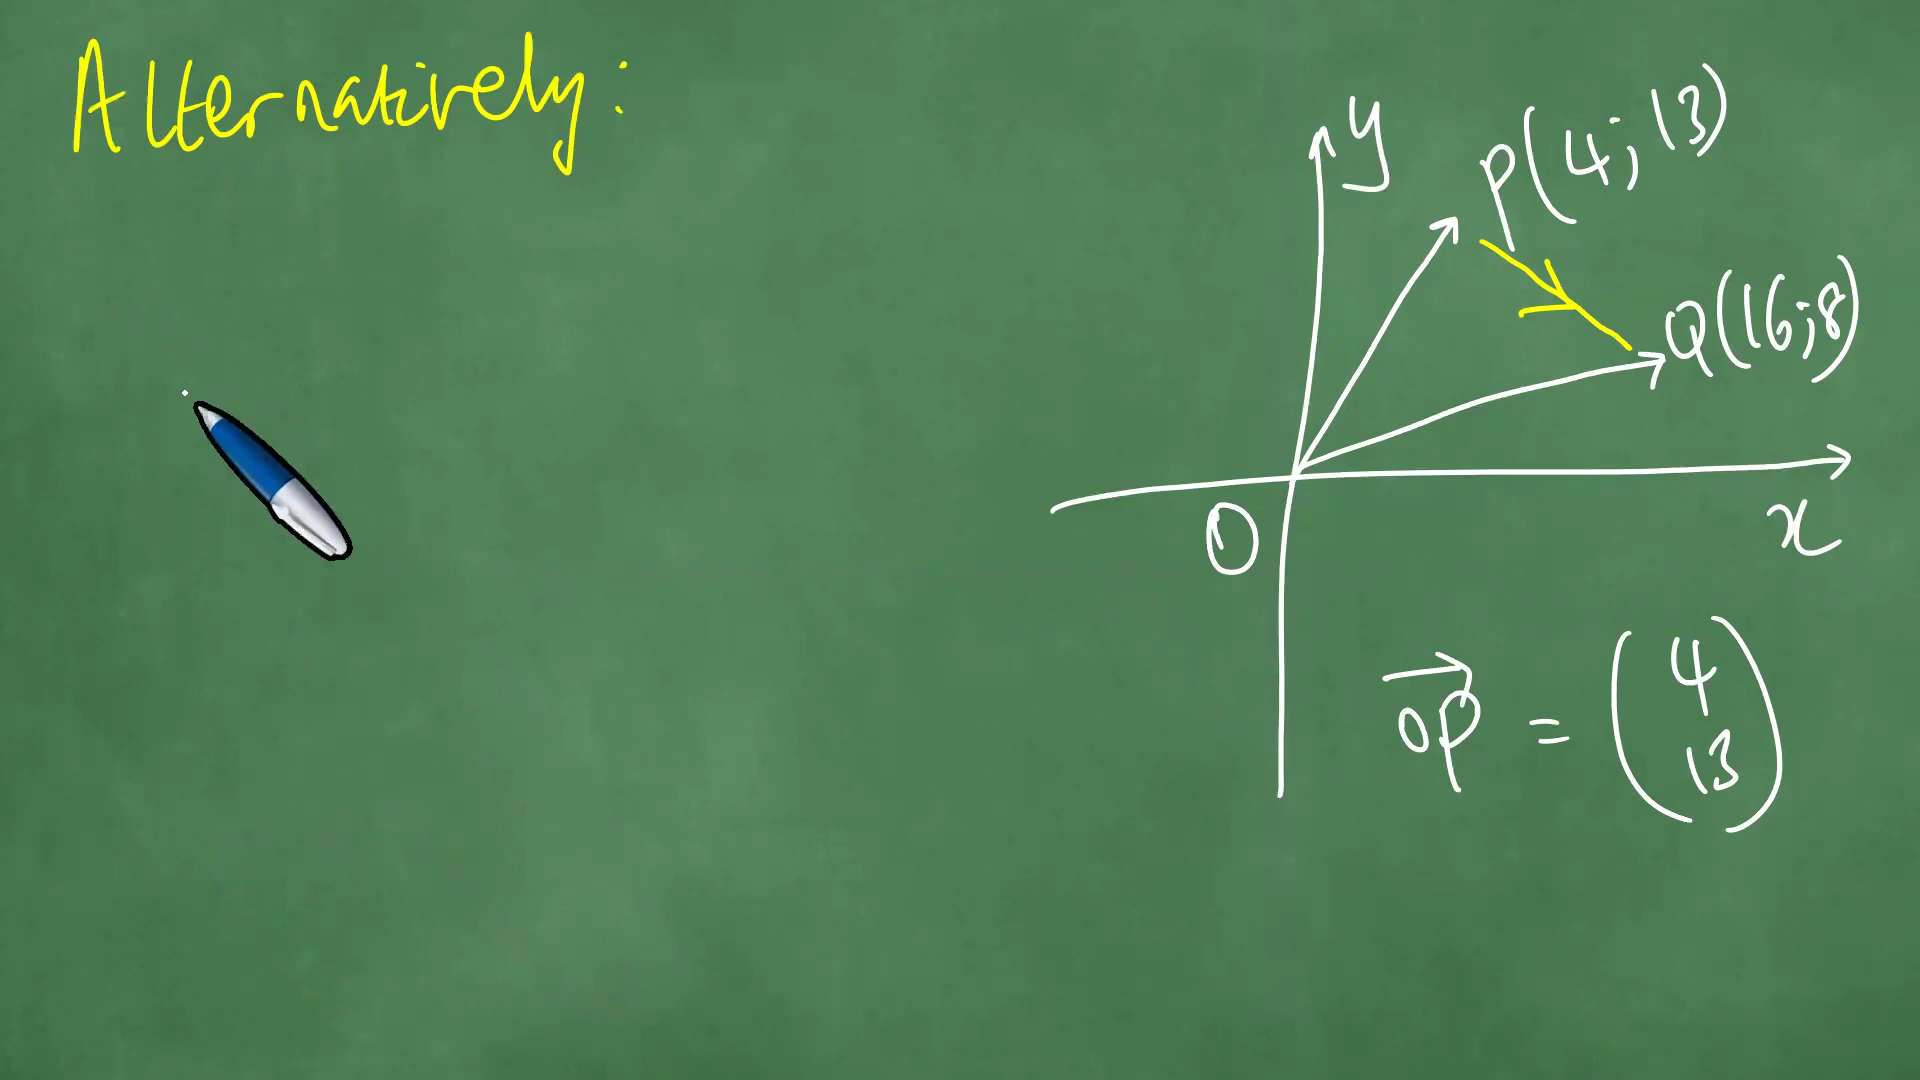 Alternatively:
y
P(4;13)
Q(16;8)
O
x
OP = (4
13)